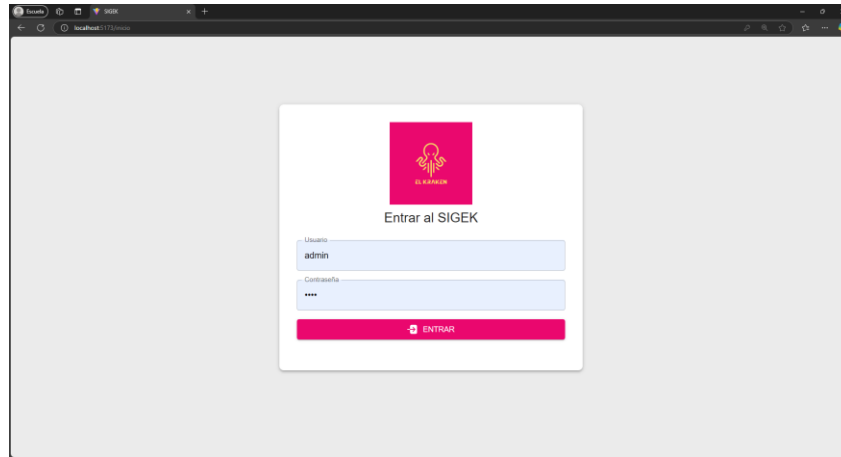 Escuela
SIGEK
localhost:5173/inicio
EL KRAKEN
Entrar al SIGEK
Usuario
admin
Contraseña
••••
ENTRAR